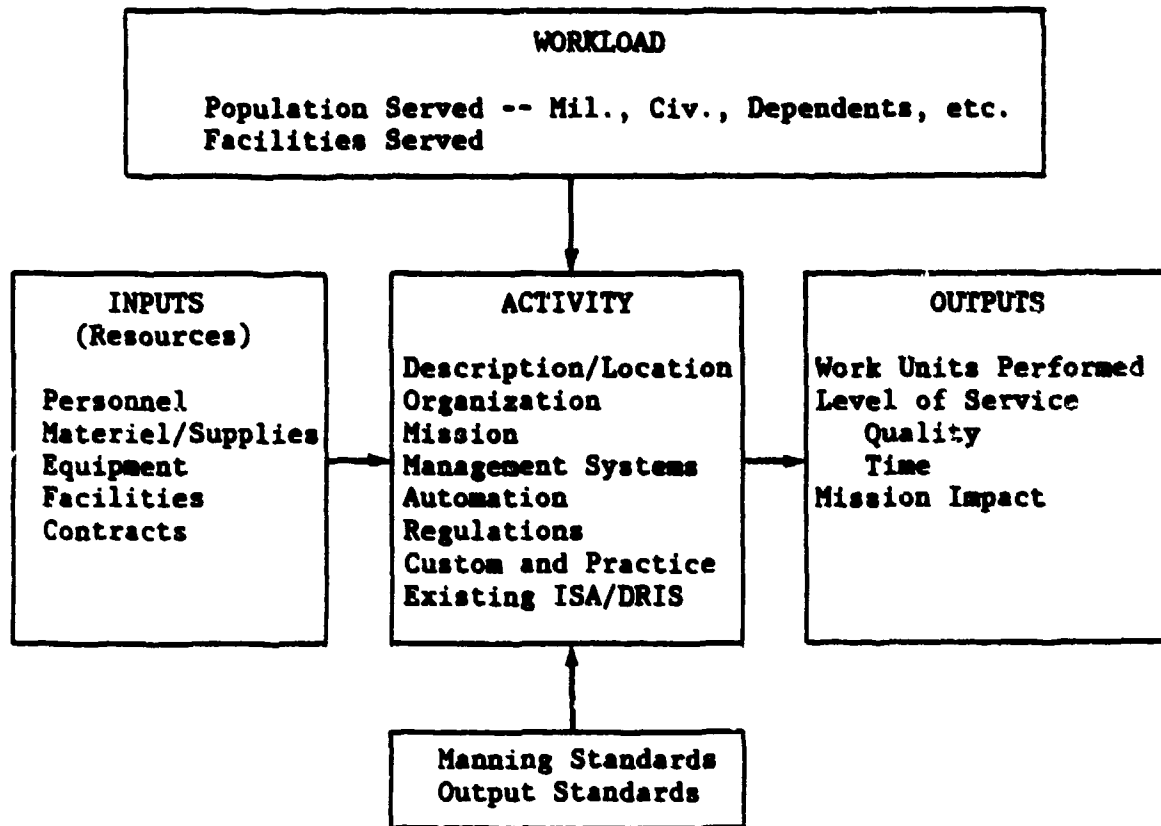 WORKLOAD
Population Served -- Mil., Civ., Dependents, etc.
Facilities Served
INPUTS
(Resources)
Personnel
Materiel/Supplies
Equipment
Facilities
Contracts
ACTIVITY
Description/Location
Organization
Mission
Management Systems
Automation
Regulations
Custom and Practice
Existing ISA/DRIS
OUTPUTS
Work Units Performed
Level of Service
Quality
Time
Mission Impact
Manning Standards
Output Standards